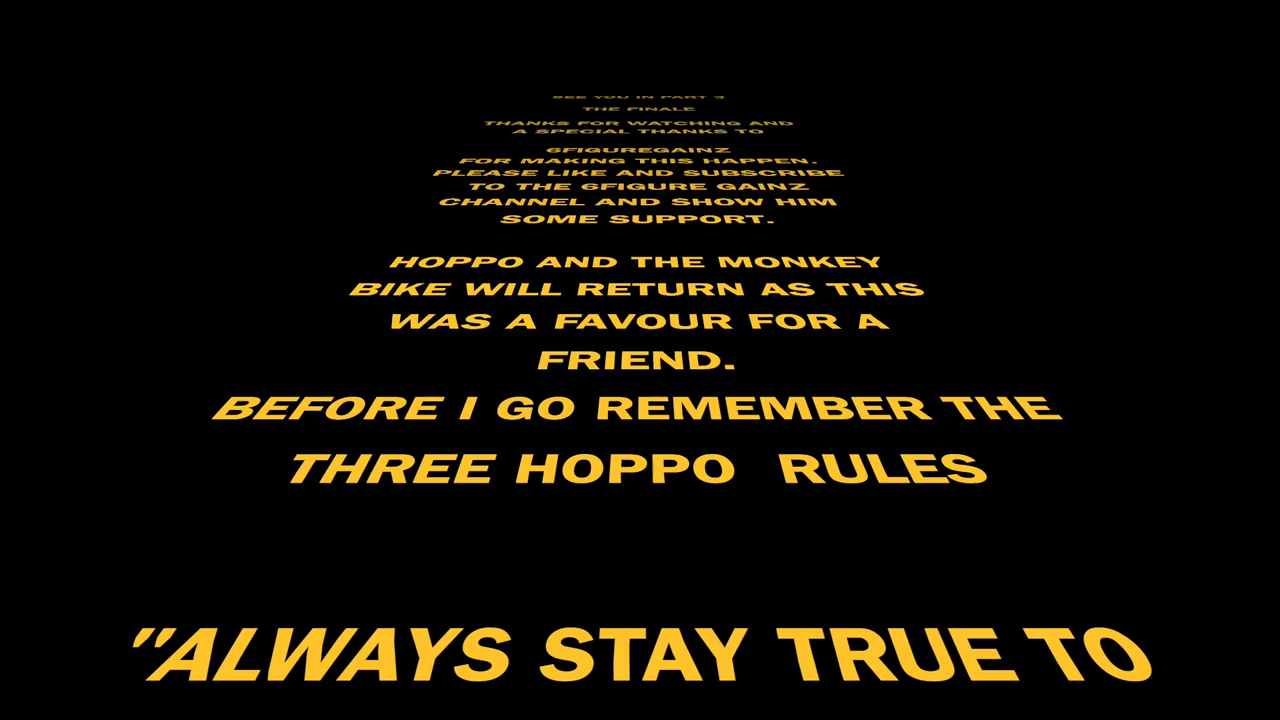 SEE YOU IN PART 3
THE FINALE
THANKS FOR WATCHING AND
A SPECIAL THANKS TO
6FIGUREGAINZ
FOR MAKING THIS HAPPEN.
PLEASE LIKE AND SUBSCRIBE
TO THE 6FIGURE GAINZ
CHANNEL AND SHOW HIM
SOME SUPPORT.
HOPPO AND THE MONKEY
BIKE WILL RETURN AS THIS
WAS A FAVOUR FOR A
FRIEND.
BEFORE I GO REMEMBER THE
THREE HOPPO RULES
"ALWAYS STAY TRUE TO